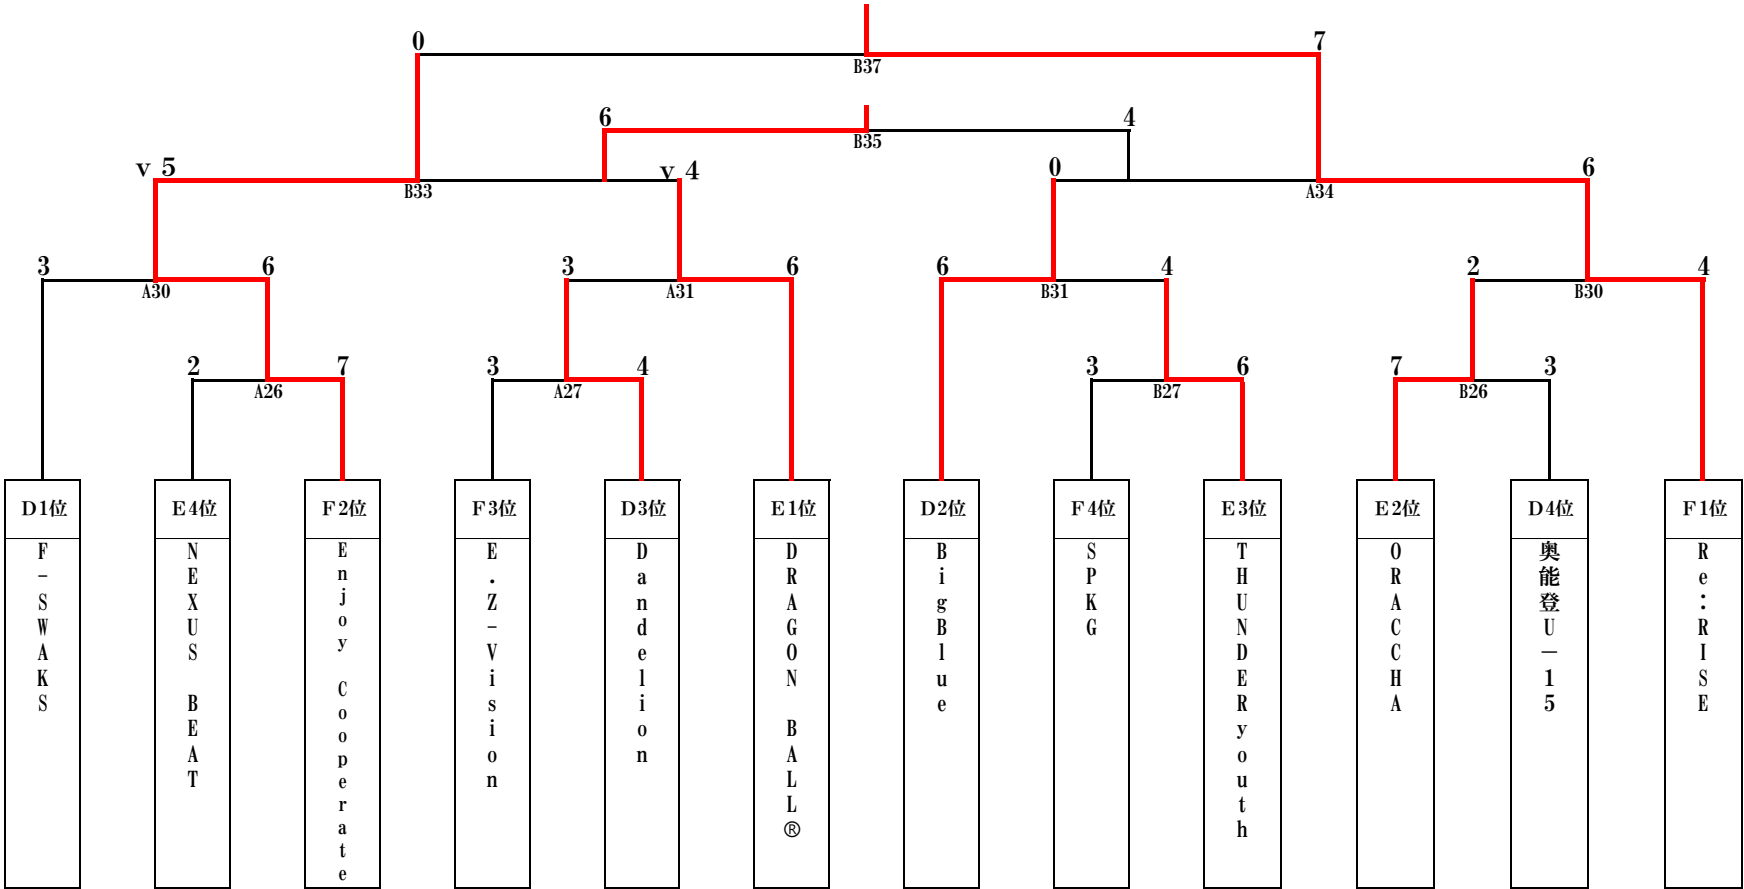 0 7
B37
6 4
B35
v 5 v 4 0 6
B33 A34
3 6 3 6 6 4 2 4
A30 A31 B31 B30
2 7 3 4 3 6 7 3
A26 A27 B27 B26
D1位 E4位 F2位 F3位 D3位 E1位 D2位 F4位 E3位 E2位 D4位 F1位
F-SWAKS
NEXUS BEAT
Enjoy Cooperate
E.Z-Vision
Dandelion
DRAGON BALL®
BigBlue
SPKG
THUNDERyouth
ORACCHA
奥能登U—15
Re:RISE